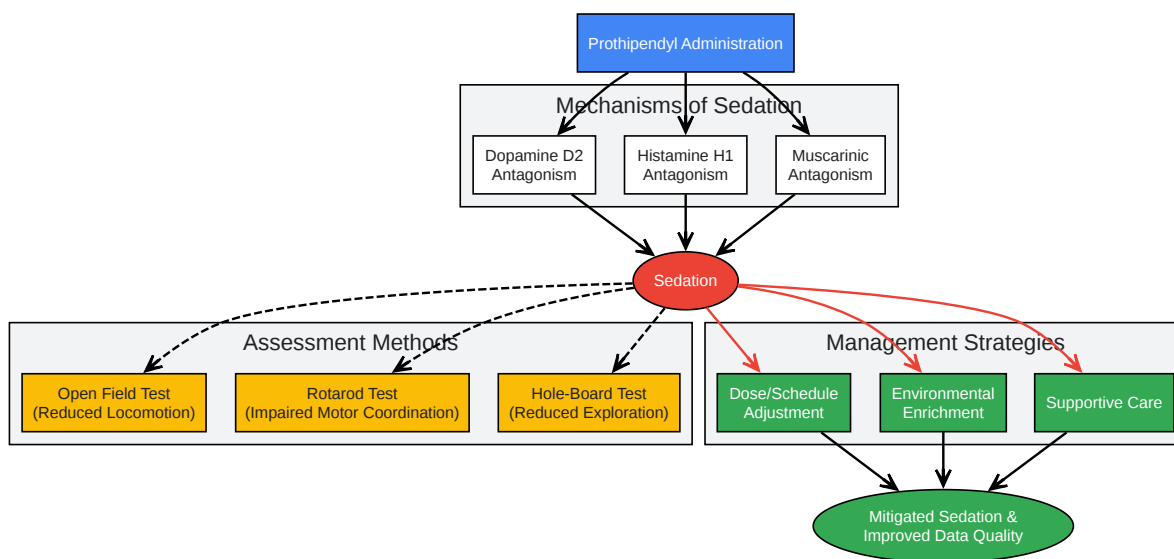 Prothipendyl Administration
Mechanisms of Sedation
Dopamine D2
Antagonism
Histamine H1
Antagonism
Muscarinic
Antagonism
Sedation
Assessment Methods
Open Field Test
(Reduced Locomotion)
Rotarod Test
(Impaired Motor Coordination)
Hole-Board Test
(Reduced Exploration)
Management Strategies
Dose/Schedule
Adjustment
Environmental
Enrichment
Supportive Care
Mitigated Sedation &
Improved Data Quality